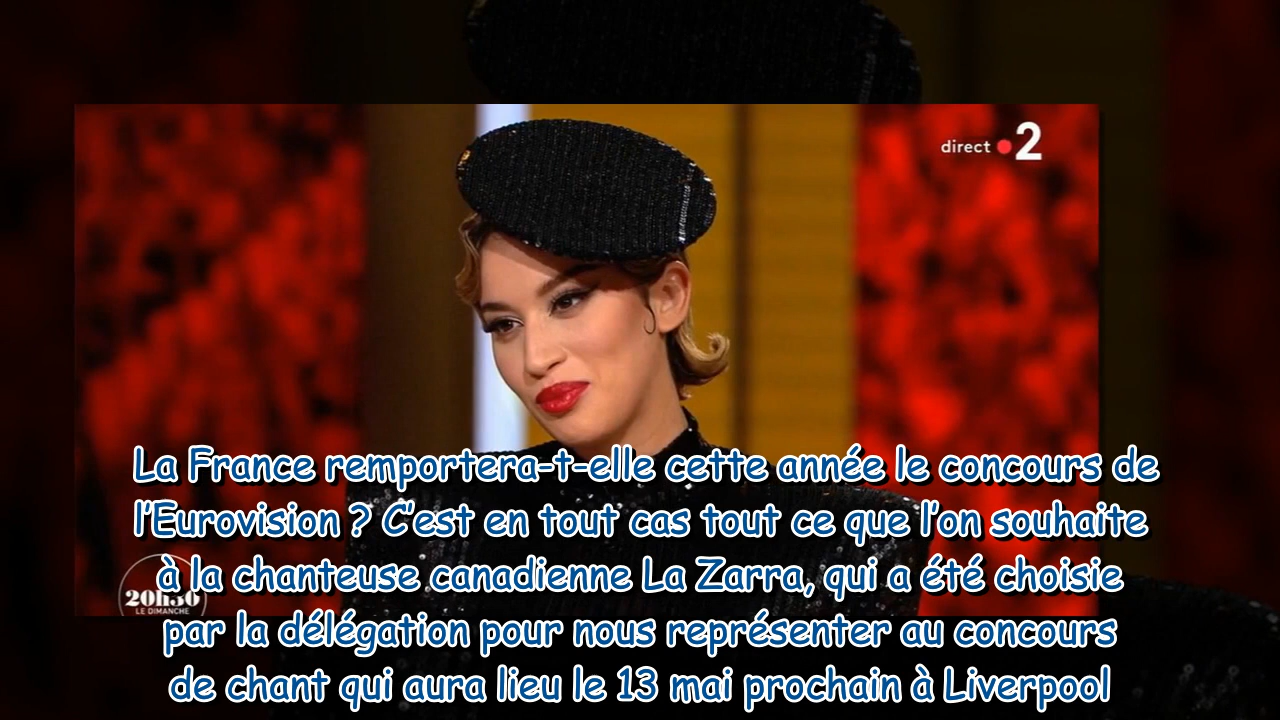 direct 2
La France remportera-t-elle cette année le concours de
l'Eurovision ? C'est en tout cas tout ce que l'on souhaite
à la chanteuse canadienne La Zarra, qui a été choisie
par la délégation pour nous représenter au concours
de chant qui aura lieu le 13 mai prochain à Liverpool
20h30
LE DIMANCHE